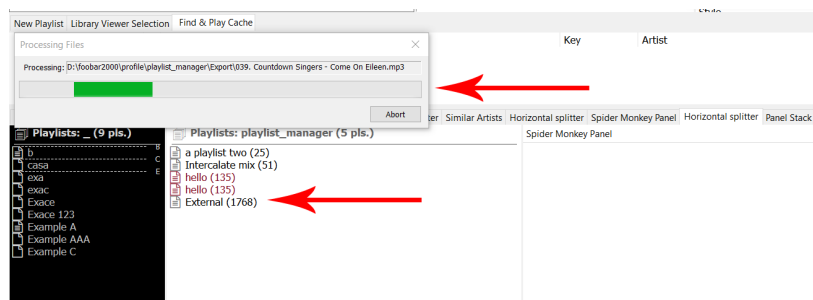 Style
New Playlist Library Viewer Selection Find & Play Cache
Processing Files
Key Artist
Processing: D:\foobar2000\profile\playlist_manager\Export\039. Countdown Singers - Come On Eileen.mp3
Abort
Similar Artists Horizontal splitter Spider Monkey Panel Horizontal splitter Panel Stack
Playlists: _ (9 pls.)
B
b
C
casa
E
exa
exac
Exace
Exace 123
Example A
Example AAA
Example C
Playlists: playlist_manager (5 pls.)
a playlist two (25)
Intercalate mix (51)
hello (135)
hello (135)
External (1768)
Spider Monkey Panel